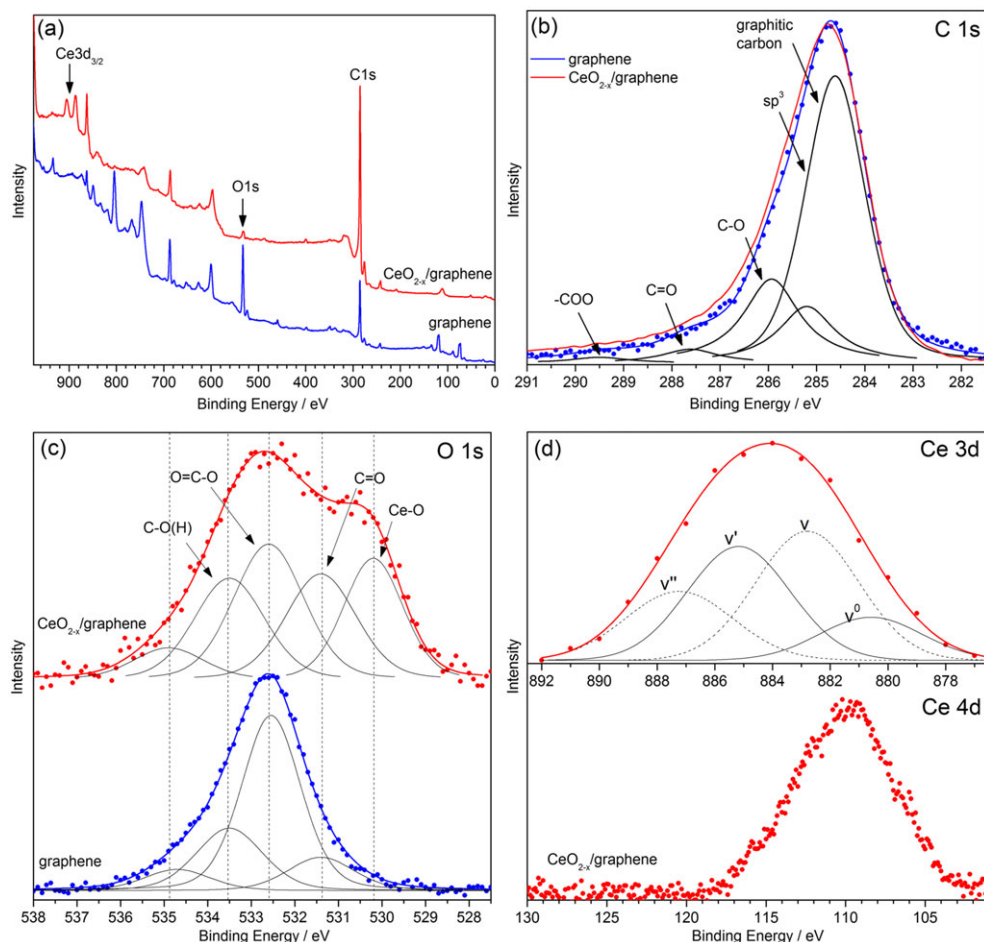 (a)
Ce3d3/2
C1s
O1s
CeO2-x/graphene
graphene
Intensity
900 800 700 600 500 400 300 200 100 0
Binding Energy / eV
(b)
C 1s
graphene
CeO2-x/graphene
graphitic
carbon
sp3
C-O
C=O
-COO
Intensity
291 290 289 288 287 286 285 284 283 282
Binding Energy / eV
(c)
O 1s
O=C-O
C=O
C-O(H)
Ce-O
CeO2-x/graphene
graphene
Intensity
538 537 536 535 534 533 532 531 530 529 528
Binding Energy / eV
(d)
Ce 3d
v
v'
v''
v0
892 890 888 886 884 882 880 878
Ce 4d
CeO2-x/graphene
Intensity
130 125 120 115 110 105
Binding Energy / eV